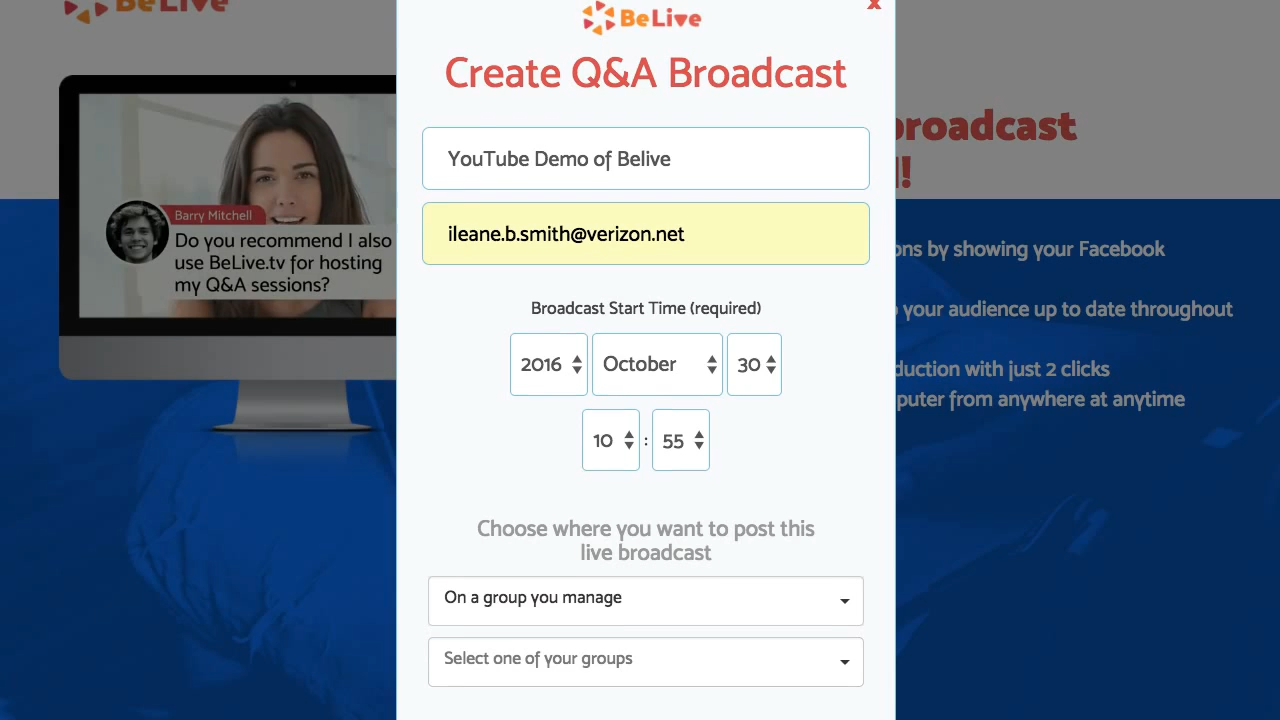 BeLive
BeLive
x
Create Q&A Broadcast
YouTube Demo of Belive
ileane.b.smith@verizon.net
Broadcast Start Time (required)
2016 October 30
10 : 55
Choose where you want to post this
live broadcast
On a group you manage
Select one of your groups
Barry Mitchell
Do you recommend I also
use BeLive.tv for hosting
my Q&A sessions?
broadcast
!
by showing your Facebook
your audience up to date throughout
with just 2 clicks
from anywhere at anytime